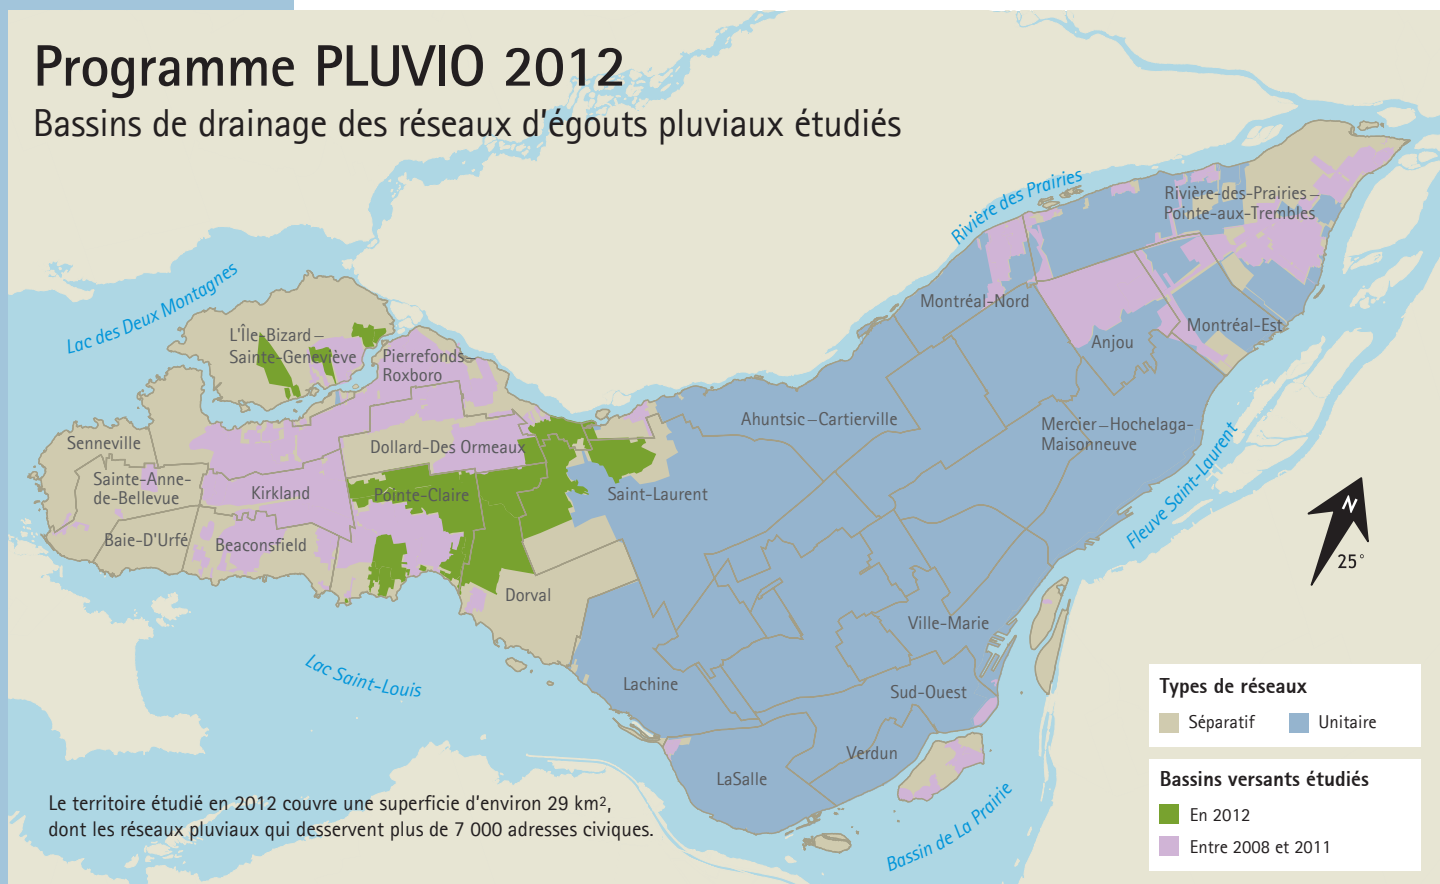 Programme PLUVIO 2012
Bassins de drainage des réseaux d'égouts pluviaux étudiés
Rivière des Prairies
Rivière-des-Prairies–
Pointe-aux-Trembles
Lac des Deux Montagnes
Montréal-Nord
L'Île-Bizard–
Sainte-Geneviève
Montréal-Est
Anjou
Pierrefonds–
Roxboro
Ahuntsic–Cartierville
Mercier–Hochelaga-
Maisonneuve
Senneville
Dollard-Des Ormeaux
Sainte-Anne-
de-Bellevue
Kirkland
Pointe-Claire
Saint-Laurent
Fleuve Saint-Laurent
N
25°
Baie-D'Urfé
Beaconsfield
Dorval
Ville-Marie
Lac Saint-Louis
Lachine
Sud-Ouest
Verdun
LaSalle
Bassin de La Prairie
Types de réseaux
Séparatif
Unitaire
Bassins versants étudiés
En 2012
Entre 2008 et 2011
Le territoire étudié en 2012 couvre une superficie d'environ 29 km²,
dont les réseaux pluviaux qui desservent plus de 7 000 adresses civiques.